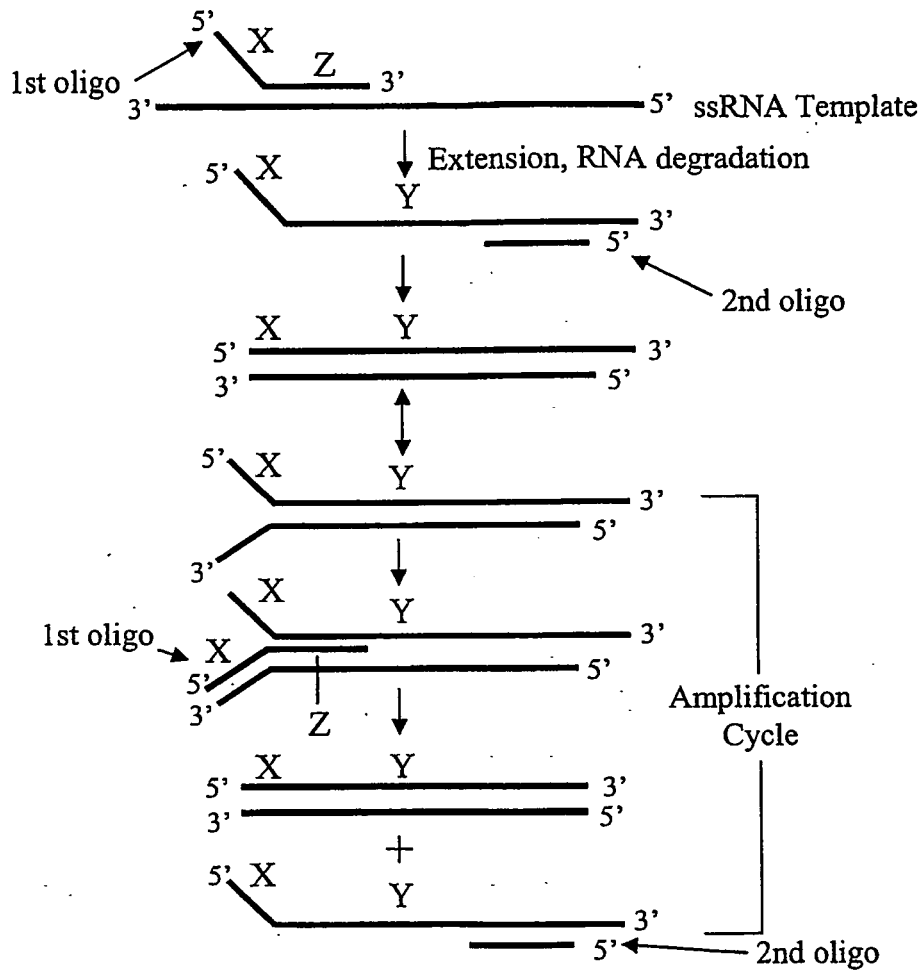 5’ X
1st oligo Z 3’
3’ 5’ ssRNA Template
Extension, RNA degradation
5’ X Y 3’
5’
2nd oligo
X Y
5’ 3’
3’ 5’
5’ X Y 3’
5’
3’
X Y
1st oligo X 3’
5’ 5’
3’ Z
Amplification
Cycle
X Y
5’ 3’
3’ 5’
+
5’ X Y 3’
5’ 2nd oligo